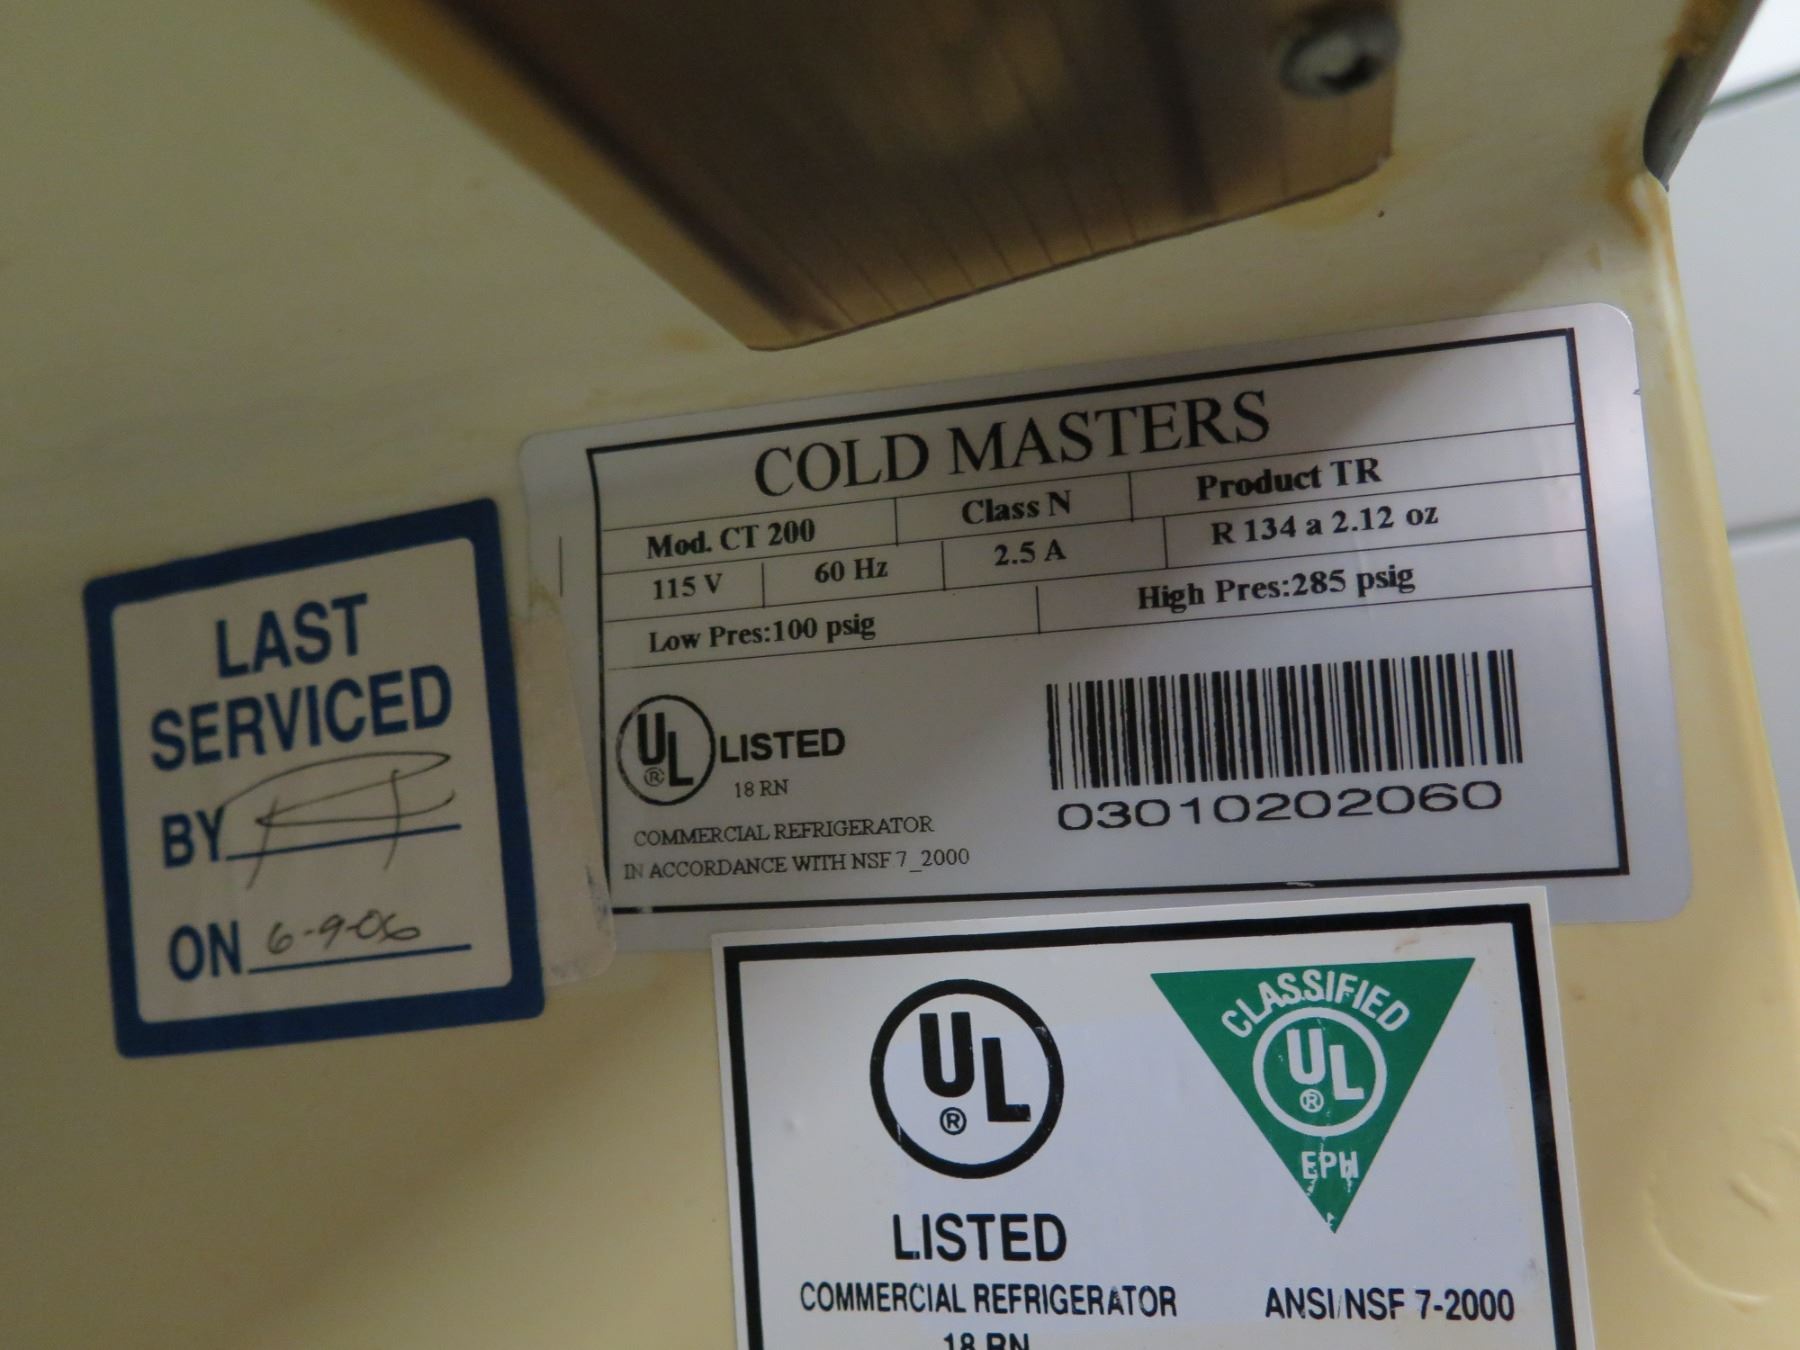 COLD MASTERS
Mod. CT 200 Class N Product TR
115 V 60 Hz 2.5 A R 134 a 2.12 oz
Low Pres:100 psig High Pres:285 psig
UL ® LISTED
18 RN
COMMERCIAL REFRIGERATOR
IN ACCORDANCE WITH NSF 7_2000
03010202060
LAST
SERVICED
BY
ON 6-9-06
UL ®
LISTED
COMMERCIAL REFRIGERATOR
18 RN
CLASSIFIED
UL ®
EPH
ANSI/NSF 7-2000